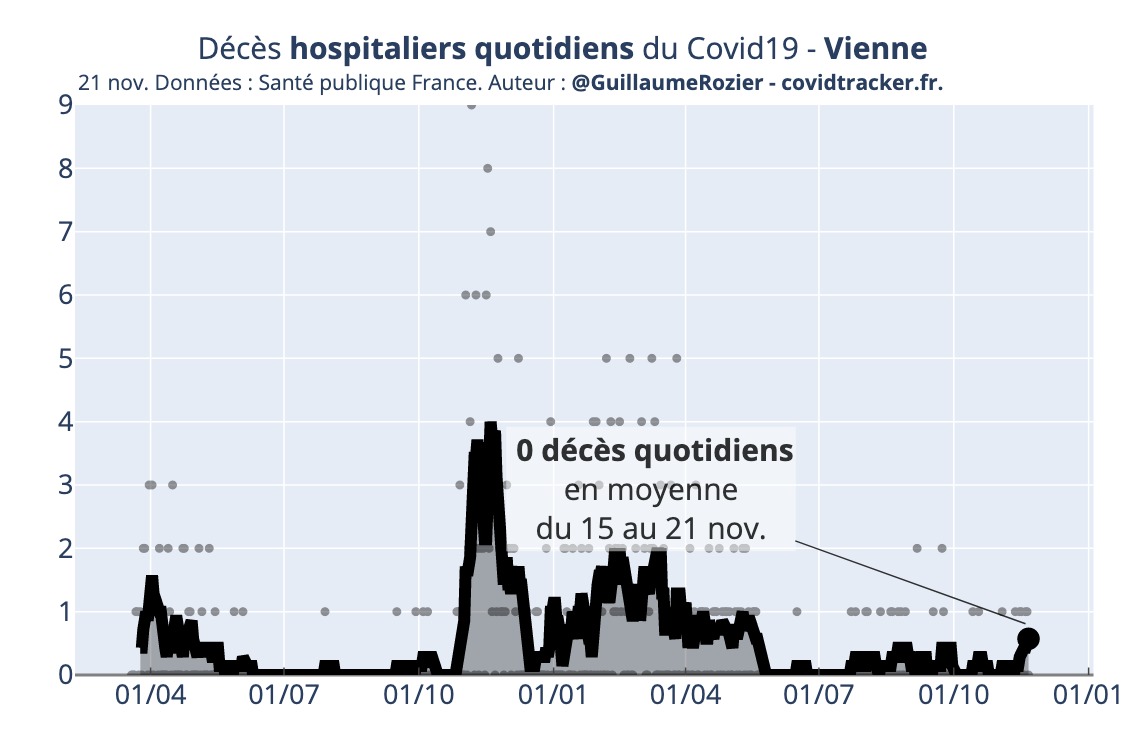 Décès hospitaliers quotidiens du Covid19 - Vienne
21 nov. Données : Santé publique France. Auteur : @GuillaumeRozier - covidtracker.fr.
9
8
7
6
5
4
3
2
1
0
0 décès quotidiens
en moyenne
du 15 au 21 nov.
01/04 01/07 01/10 01/01 01/04 01/07 01/10 01/01